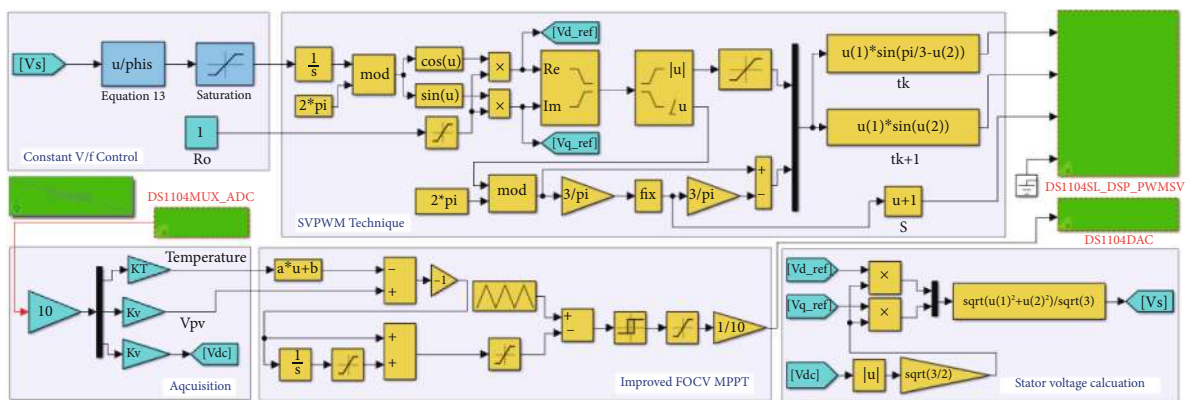 [Vs]
u/phis
Equation 13
Saturation
1
Ro
Constant V/f Control
1/s
2*pi
mod
cos(u)
sin(u)
×
×
[Vd_ref]
[Vq_ref]
Re
Im
|u|
∠u
u(1)*sin(pi/3-u(2))
tk
u(1)*sin(u(2))
tk+1
2*pi
mod
3/pi
fix
3/pi
+
−
u+1
S
SVPWM Technique
DS1104SL_DSP_PWMSV
DS1104DAC
DS1104MUX_ADC
10
KT
Temperature
Kv
Vpv
Kv
[Vdc]
Aqcuisition
a*u+b
−
+
-1
1/s
+
+
+
−
1/10
Improved FOCV MPPT
[Vd_ref]
[Vq_ref]
×
×
sqrt(u(1)²+u(2)²)/sqrt(3)
[Vs]
[Vdc]
|u|
sqrt(3/2)
Stator voltage calcuation